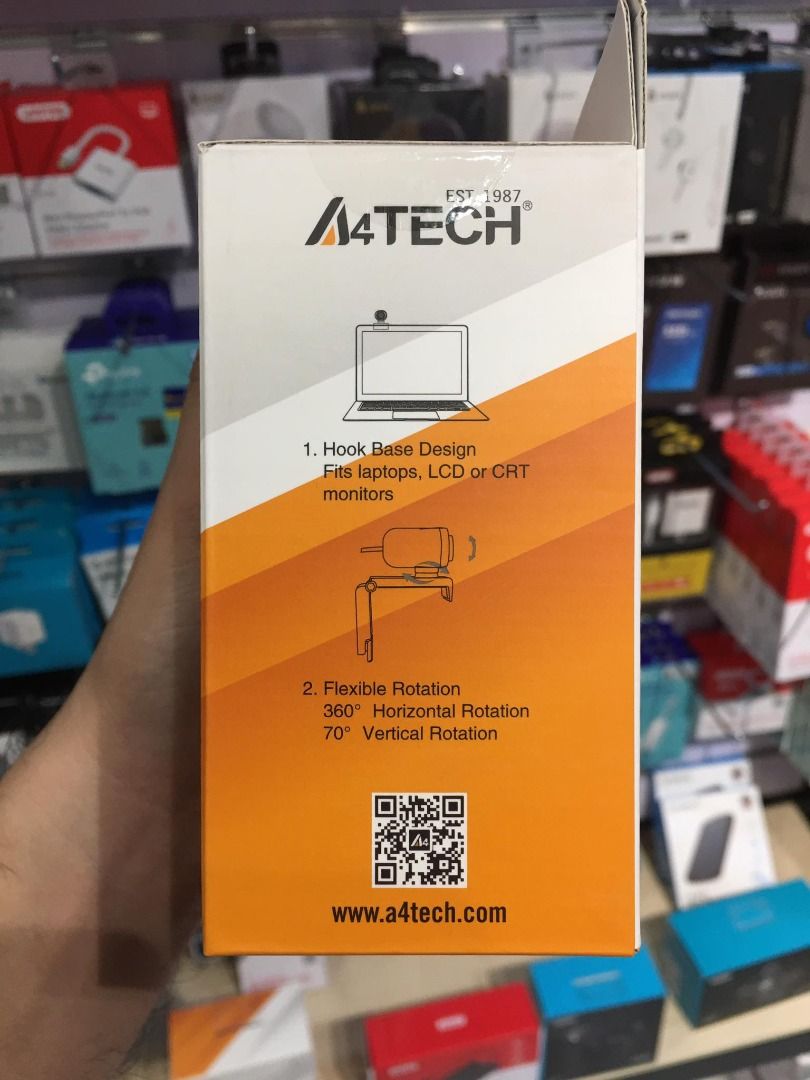 EST. 1987
A4TECH®
1. Hook Base Design
Fits laptops, LCD or CRT
monitors
2. Flexible Rotation
360° Horizontal Rotation
70° Vertical Rotation
A4
www.a4tech.com